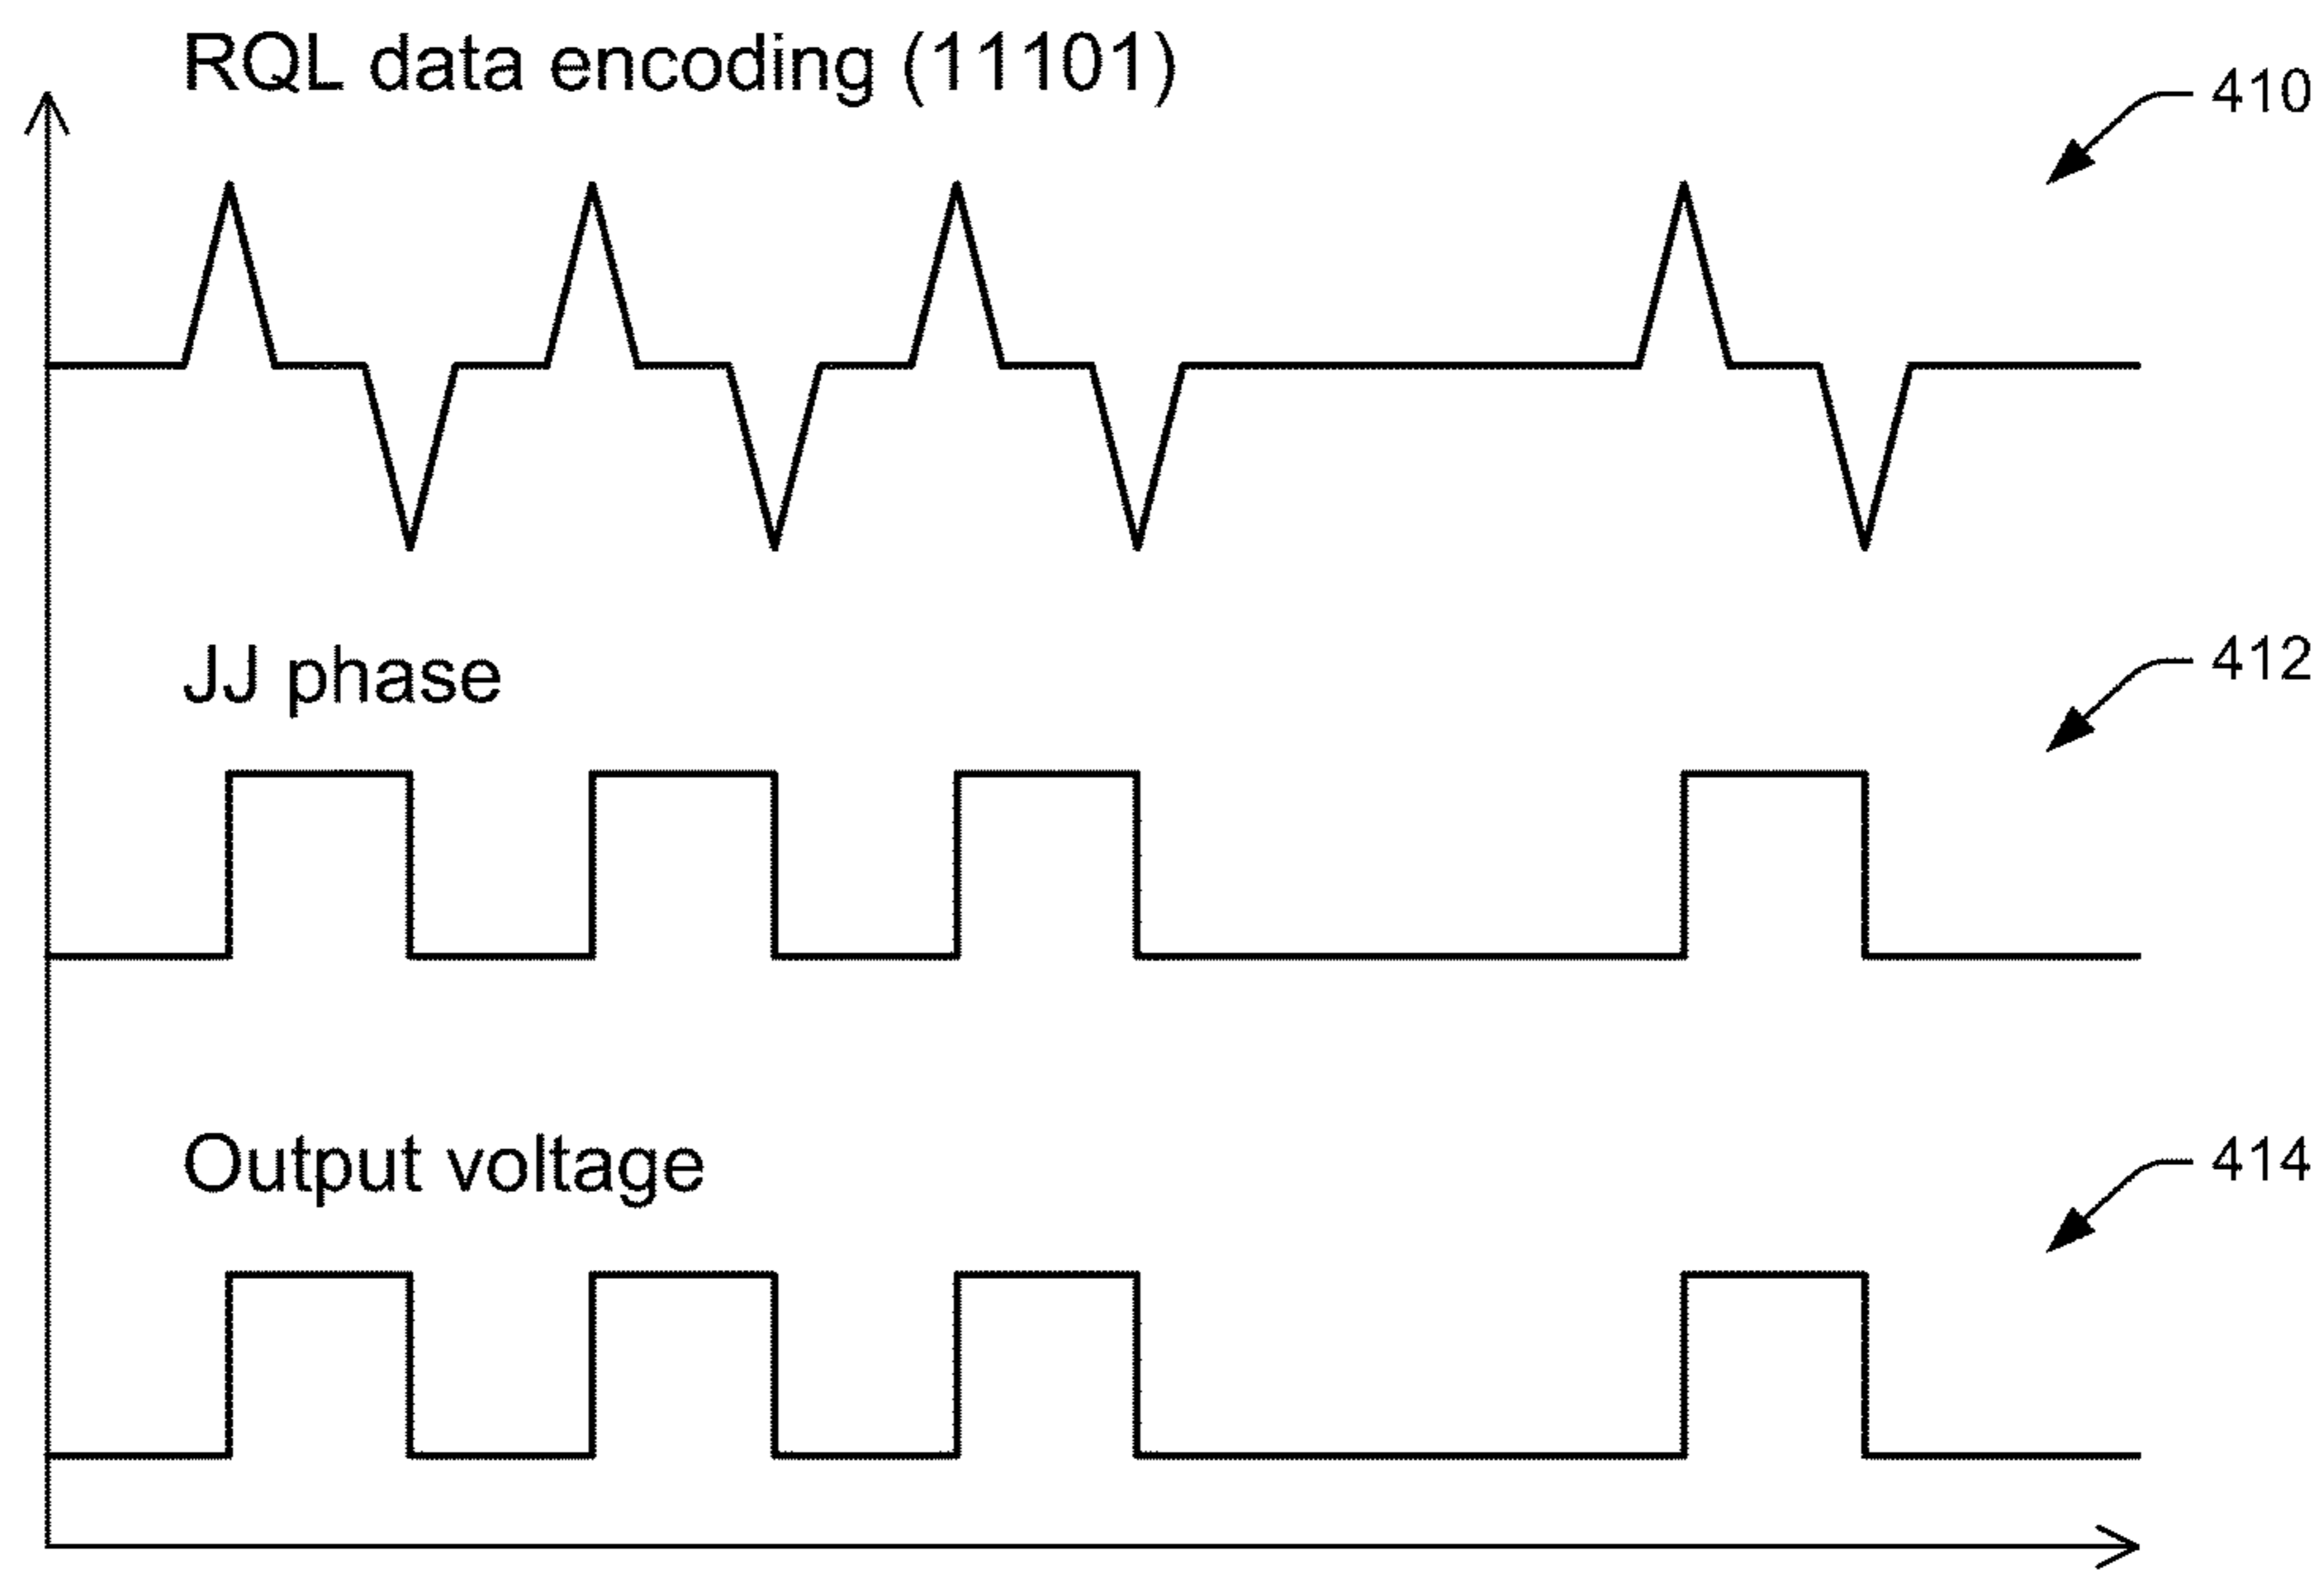 RQL data encoding (11101)
410
JJ phase
412
Output voltage
414